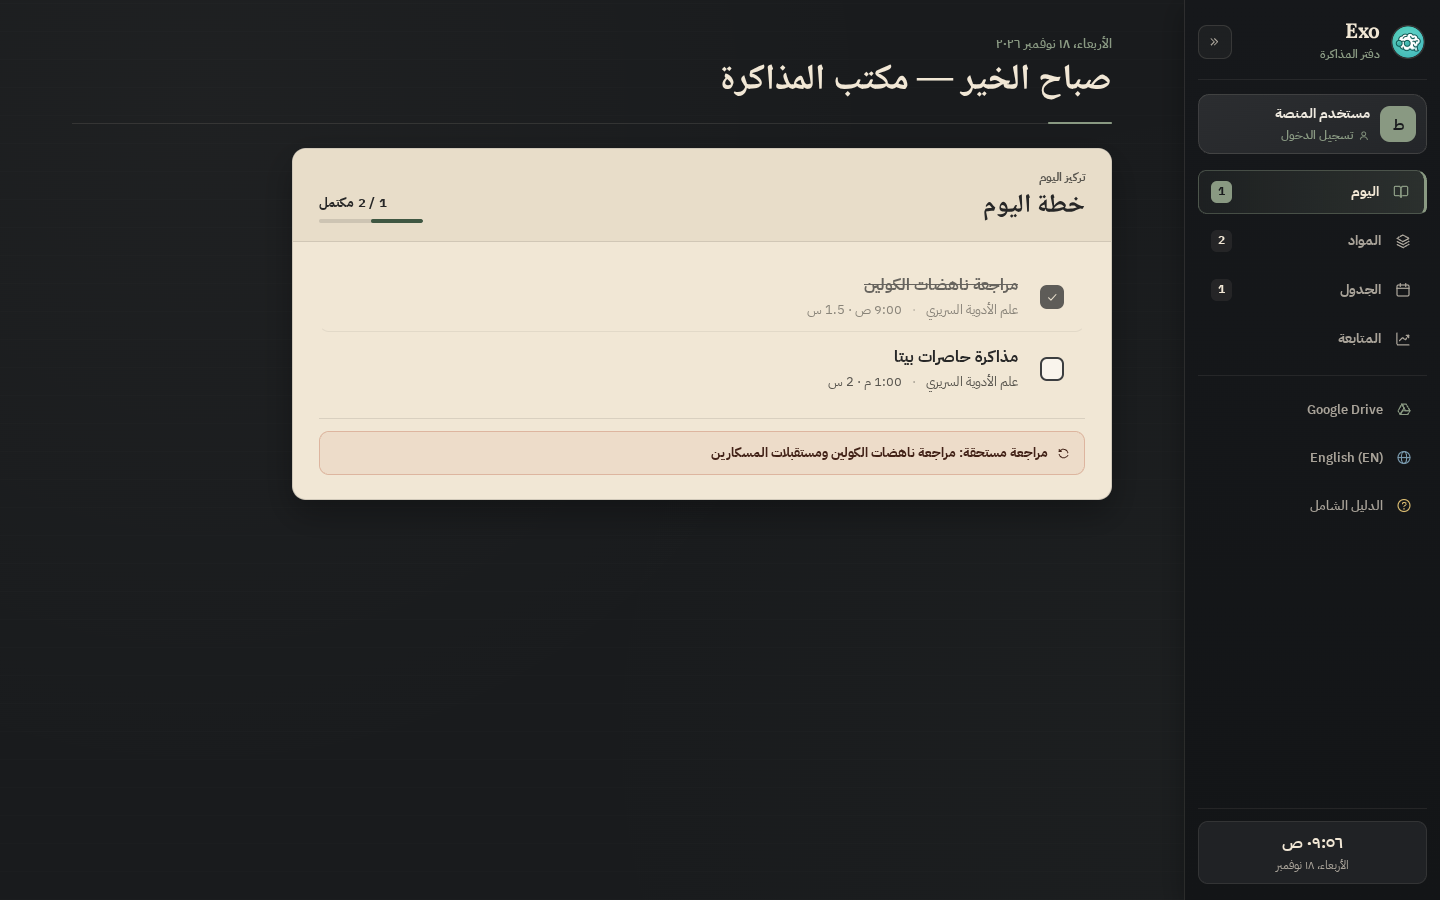 Exo
دفتر المذاكرة
ط
مستخدم المنصة
تسجيل الدخول
اليوم 1
المواد 2
الجدول 1
المتابعة
Google Drive
English (EN)
الدليل الشامل
٠٩:٥٦ ص
الأربعاء، ١٨ نوفمبر
الأربعاء، ١٨ نوفمبر ٢٠٢٦
صباح الخير — مكتب المذاكرة
تركيز اليوم
خطة اليوم
1 / 2 مكتمل
مراجعة ناهضات الكولين
علم الأدوية السريري · 9:00 ص · 1.5 س
مذاكرة حاصرات بيتا
علم الأدوية السريري · 1:00 م · 2 س
مراجعة مستحقة: مراجعة ناهضات الكولين ومستقبلات المسكارين